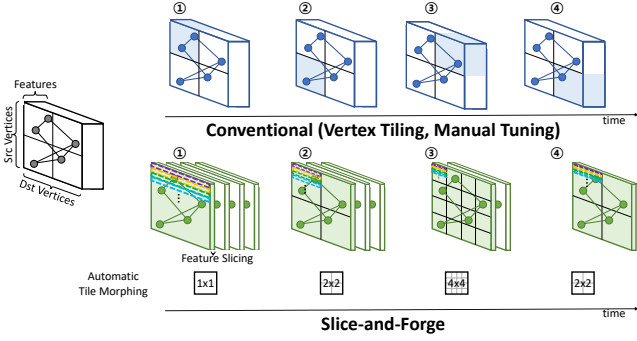 ① ② ③ ④
Features
Src Vertices
Dst Vertices
time
Conventional (Vertex Tiling, Manual Tuning)
① ② ③ ④
Feature Slicing
Automatic
Tile Morphing
1x1 2x2 4x4 2x2
time
Slice-and-Forge